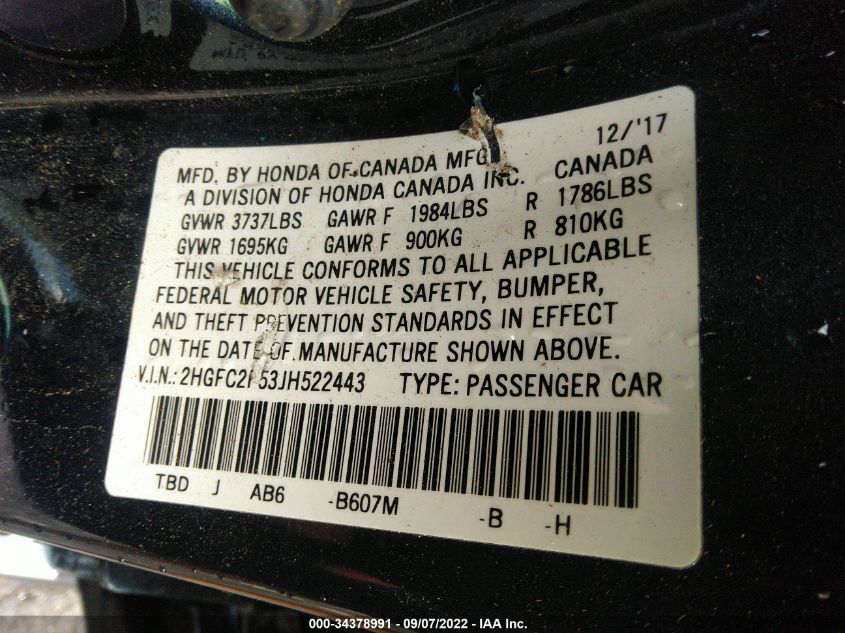 12/'17
MFD. BY HONDA OF CANADA MFG.
A DIVISION OF HONDA CANADA INC. CANADA
GVWR 3737LBS GAWR F 1984LBS R 1786LBS
GVWR 1695KG GAWR F 900KG R 810KG
THIS VEHICLE CONFORMS TO ALL APPLICABLE
FEDERAL MOTOR VEHICLE SAFETY, BUMPER,
AND THEFT PREVENTION STANDARDS IN EFFECT
ON THE DATE OF MANUFACTURE SHOWN ABOVE.
V.I.N.: 2HGFC2F53JH522443 TYPE: PASSENGER CAR
TBD J AB6 -B607M -B -H
000-34378991 - 09/07/2022 - IAA Inc.